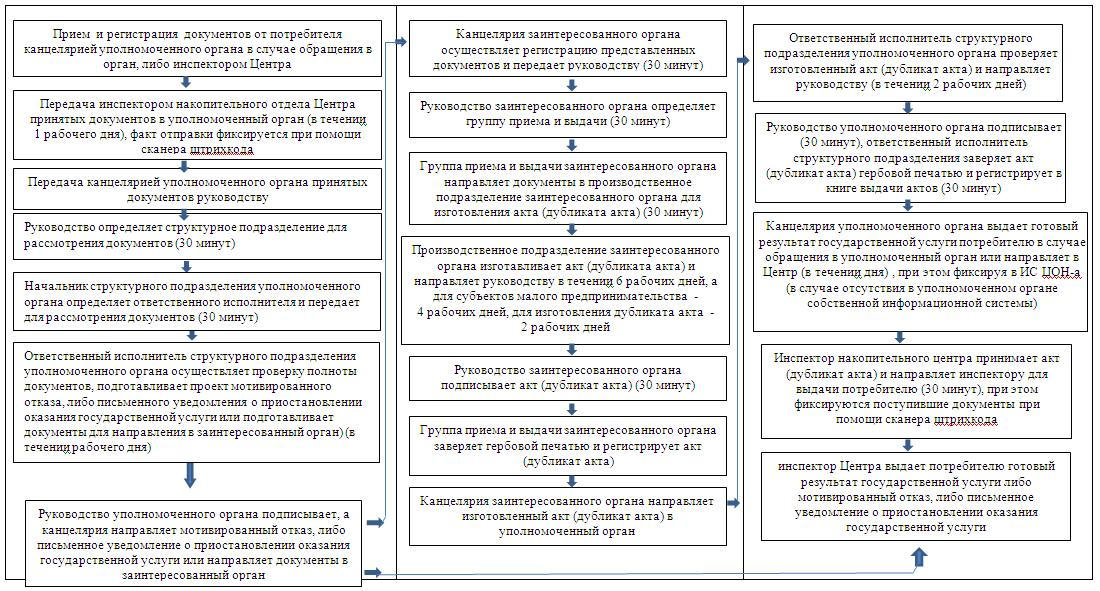 Прием и регистрация документов от потребителя
канцелярией уполномоченного органа в случае обращения в
орган, либо инспектором Центра
Передача инспектором накопительного отдела Центра
принятых документов в уполномоченный орган (в течениц
1 рабочего дня), факт отправки фиксируется при помощи
сканера штрихкода
Передача канцелярией уполномоченного органа принятых
документов руководству
Руководство определяет структурное подразделение для
рассмотрения документов (30 минут)
Начальник структурного подразделения уполномоченного
органа определяет ответственного исполнителя и передает
для рассмотрения документов (30 минут)
Ответственный исполнитель структурного подразделения
уполномоченного органа осуществляет проверку полноты
документов, подготавливает проект мотивированного
отказа, либо письменного уведомления о приостановлении
оказания государственной услуги или подготавливает
документы для направления в заинтересованный орган) (в
течениц рабочего дня)
Руководство уполномоченного органа подписывает, а
канцелярия направляет мотивированный отказ, либо
письменное уведомление о приостановлении оказания
государственной услуги или направляет документы в
заинтересованный орган
Канцелярия заинтересованного органа
осуществляет регистрацию представленных
документов и передает руководству (30 минут)
Руководство заинтересованного органа определяет
группу приема и выдачи (30 минут)
Группа приема и выдачи заинтересованного органа
направляет документы в производственное
подразделение заинтересованного органа для
изготовления акта (дубликата акта) (30 минут)
Производственное подразделение заинтересованного
органа изготавливает акт (дубликата акта) и
направляет руководству в течениц 6 рабочих дней, а
для субъектов малого предпринимательства -
4 рабочих дней, для изготовления дубликата акта -
2 рабочих дней
Руководство заинтересованного органа
подписывает акт (дубликат акта) (30 минут)
Группа приема и выдачи заинтересованного органа
заверяет гербовой печатью и регистрирует акт
(дубликат акта)
Канцелярия заинтересованного органа направляет
изготовленный акт (дубликат акта) в
уполномоченный орган
Ответственный исполнитель структурного
подразделения уполномоченного органа проверяет
изготовленный акт (дубликат акта) и направляет
руководству (в течениц 2 рабочих дней)
Руководство уполномоченного органа подписывает
(30 минут), ответственный исполнитель
структурного подразделения заверяет акт
(дубликат акта) гербовой печатью и регистрирует в
книге выдачи актов (30 минут)
Канцелярия уполномоченного органа выдает готовый
результат государственной услуги потребителю в случае
обращения в уполномоченный орган или направляет в
Центр (в течениц дня) , при этом фиксируя в ИС ЦОН-а
(в случае отсутствия в уполномоченном органе
собственной информационной системы)
Инспектор накопительного центра принимает акт
(дубликат акта) и направляет инспектору для
выдачи потребителю (30 минут), при этом
фиксируются поступившие документы при
помощи сканера штрихкода
инспектор Центра выдает потребителю готовый
результат государственной услуги либо
мотивированный отказ, либо письменное
уведомление о приостановлении оказания
государственной услуги